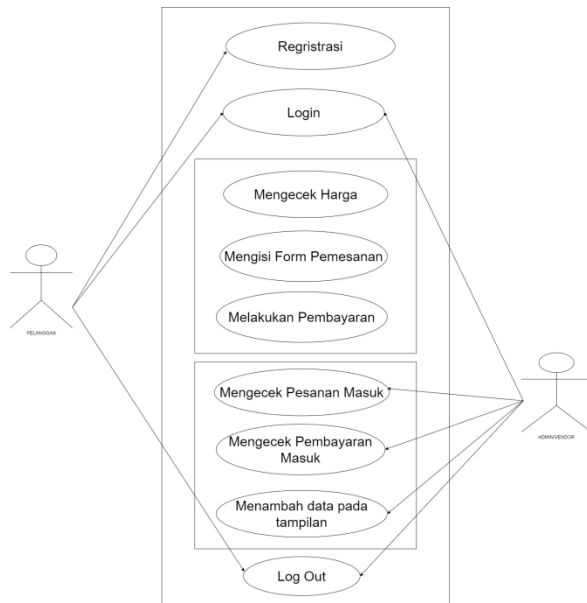 Regristrasi
Login
Mengecek Harga
Mengisi Form Pemesanan
Melakukan Pembayaran
PELANGGAN
Mengecek Pesanan Masuk
Mengecek Pembayaran
Masuk
ADMIN/VENDOR
Menambah data pada
tampilan
Log Out